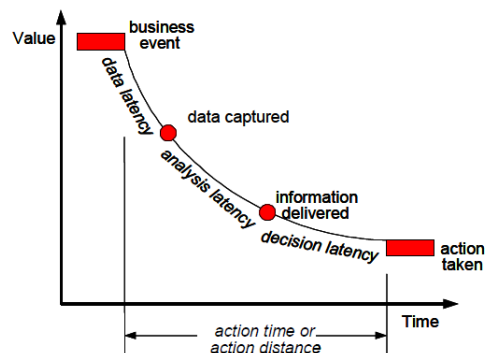 Value
business
event
data latency
data captured
analysis latency
information
delivered
decision latency
action
taken
Time
action time or
action distance